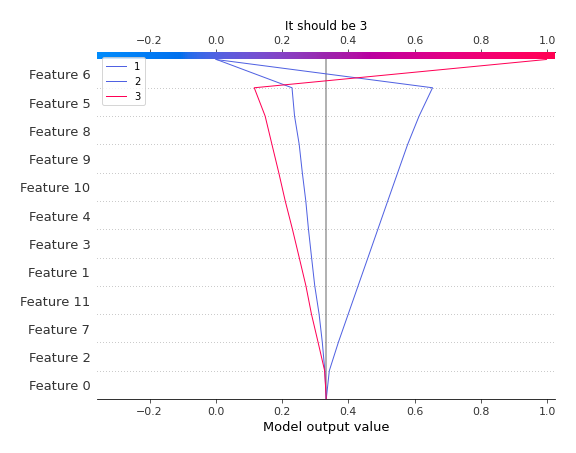 It should be 3
−0.2 0.0 0.2 0.4 0.6 0.8 1.0
1
2
3
Feature 6
Feature 5
Feature 8
Feature 9
Feature 10
Feature 4
Feature 3
Feature 1
Feature 11
Feature 7
Feature 2
Feature 0
−0.2 0.0 0.2 0.4 0.6 0.8 1.0
Model output value